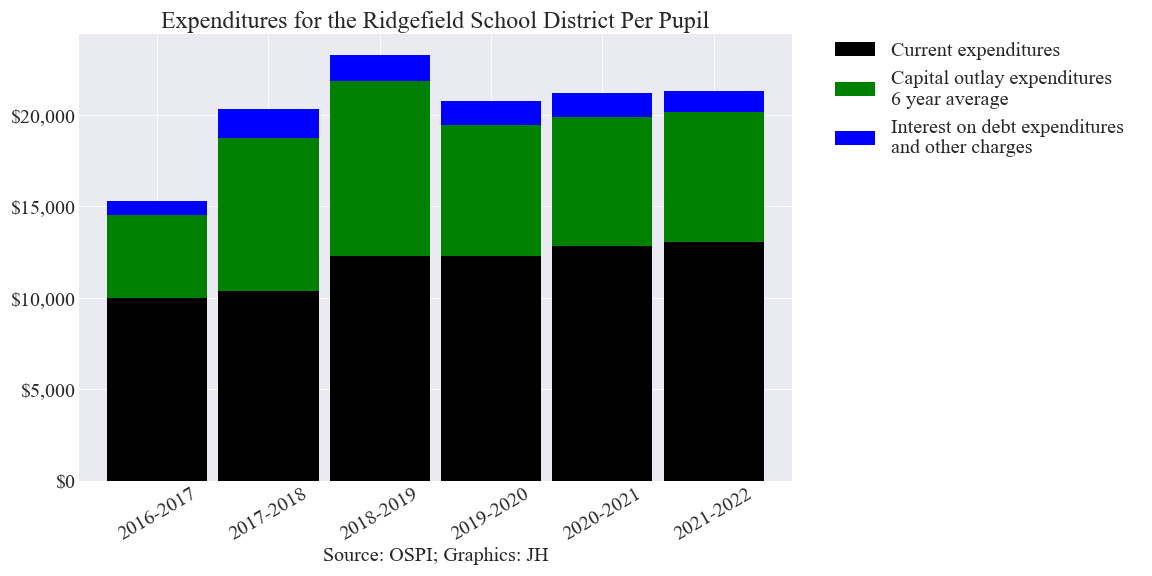 Expenditures for the Ridgefield School District Per Pupil
Current expenditures
Capital outlay expenditures
6 year average
Interest on debt expenditures
and other charges
$20,000
$15,000
$10,000
$5,000
$0
2016-2017
2017-2018
2018-2019
2019-2020
2020-2021
2021-2022
Source: OSPI; Graphics: JH